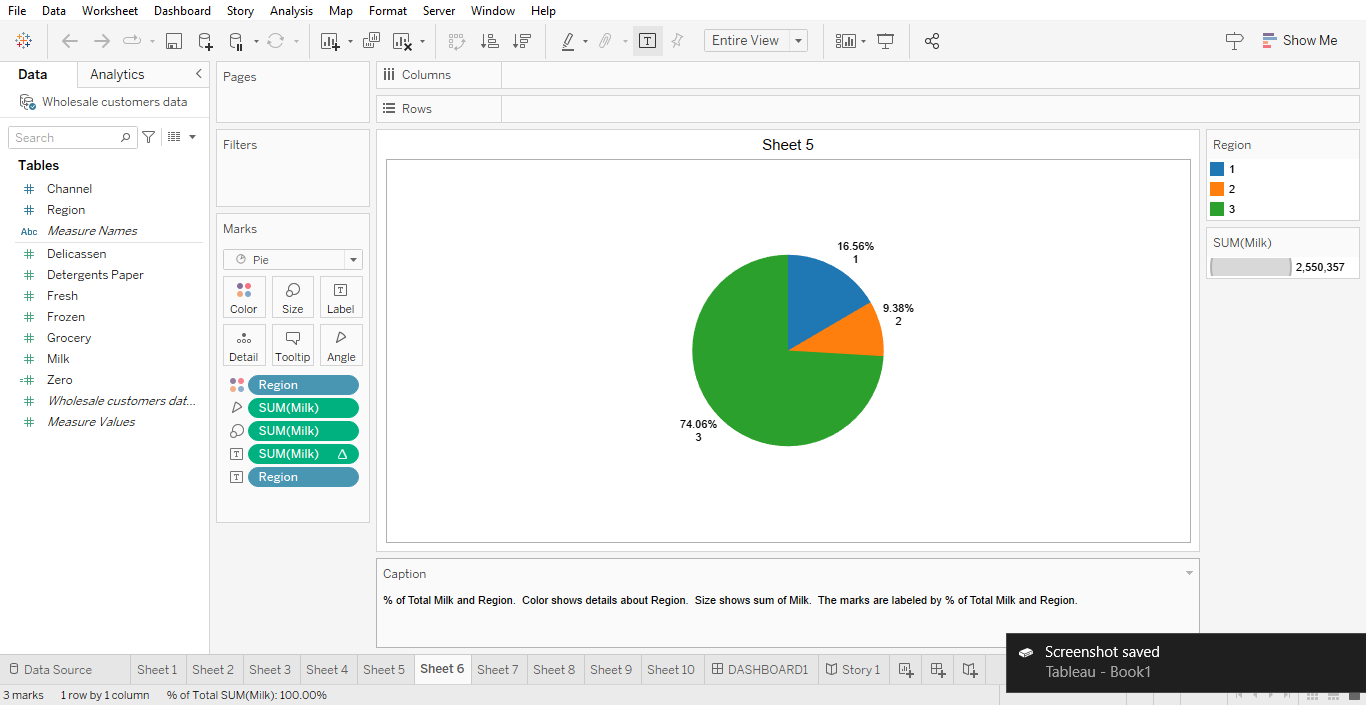 File Data Worksheet Dashboard Story Analysis Map Format Server Window Help
Entire View
Show Me
Data Analytics
Wholesale customers data
Search
Tables
# Channel
# Region
Abc Measure Names
# Delicassen
# Detergents Paper
# Fresh
# Frozen
# Grocery
# Milk
=# Zero
# Wholesale customers dat...
# Measure Values
Pages
Filters
Marks
Pie
Color Size Label
Detail Tooltip Angle
Region
SUM(Milk)
SUM(Milk)
SUM(Milk) Δ
Region
Columns
Rows
Sheet 5
16.56%
1
9.38%
2
74.06%
3
Caption
% of Total Milk and Region. Color shows details about Region. Size shows sum of Milk. The marks are labeled by % of Total Milk and Region.
Region
1
2
3
SUM(Milk)
2,550,357
Data Source Sheet 1 Sheet 2 Sheet 3 Sheet 4 Sheet 5 Sheet 6 Sheet 7 Sheet 8 Sheet 9 Sheet 10 DASHBOARD1 Story 1
Screenshot saved
Tableau - Book1
3 marks 1 row by 1 column % of Total SUM(Milk): 100.00%